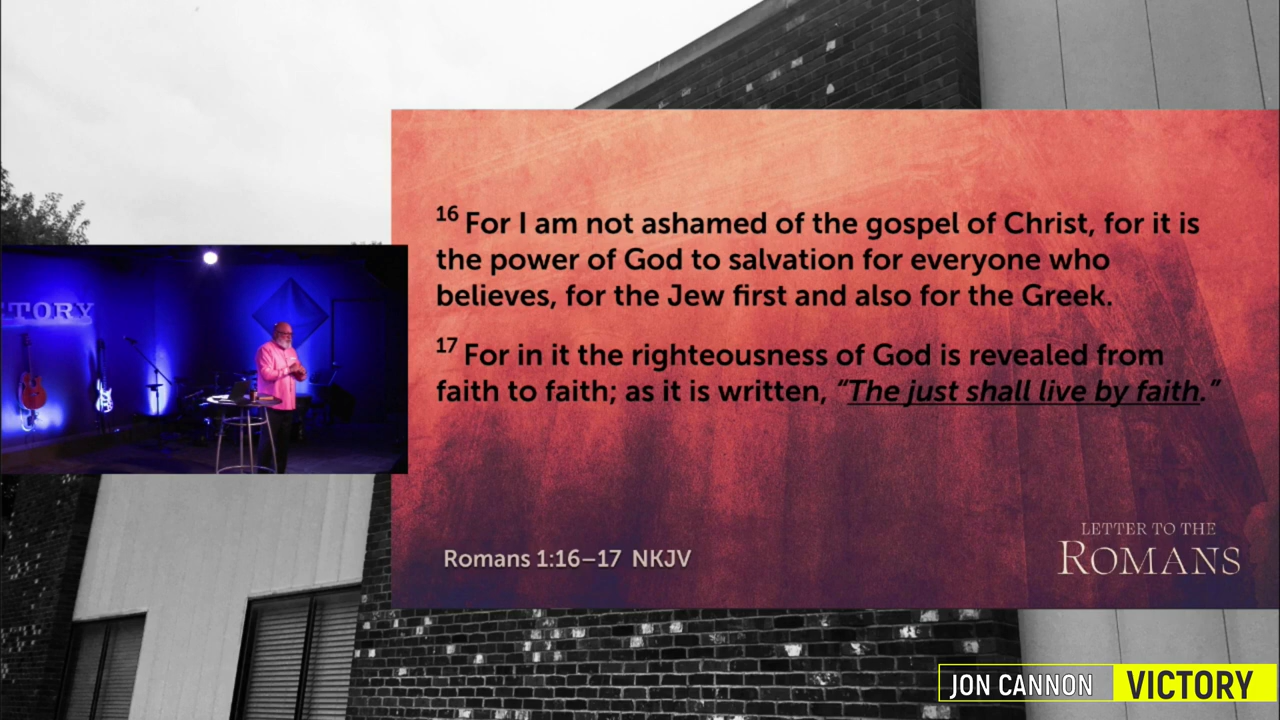 16 For I am not ashamed of the gospel of Christ, for it is
the power of God to salvation for everyone who
believes, for the Jew first and also for the Greek.
17 For in it the righteousness of God is revealed from
faith to faith; as it is written, “The just shall live by faith.”
Romans 1:16–17 NKJV
LETTER TO THE
ROMANS
TORY
JON CANNON VICTORY